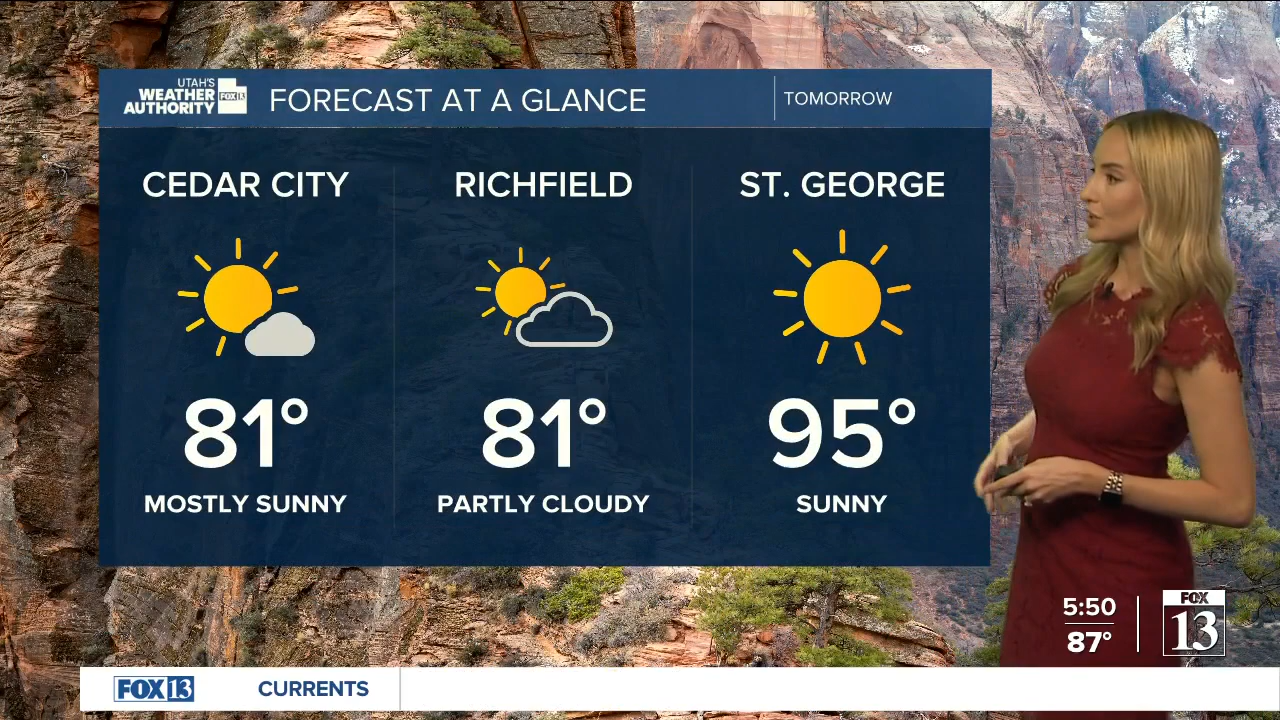 UTAH'S
WEATHER
AUTHORITY
FOX 13
FORECAST AT A GLANCE
TOMORROW
CEDAR CITY
RICHFIELD
ST. GEORGE
81°
81°
95°
MOSTLY SUNNY
PARTLY CLOUDY
SUNNY
5:50
87°
FOX
13
FOX 13
CURRENTS